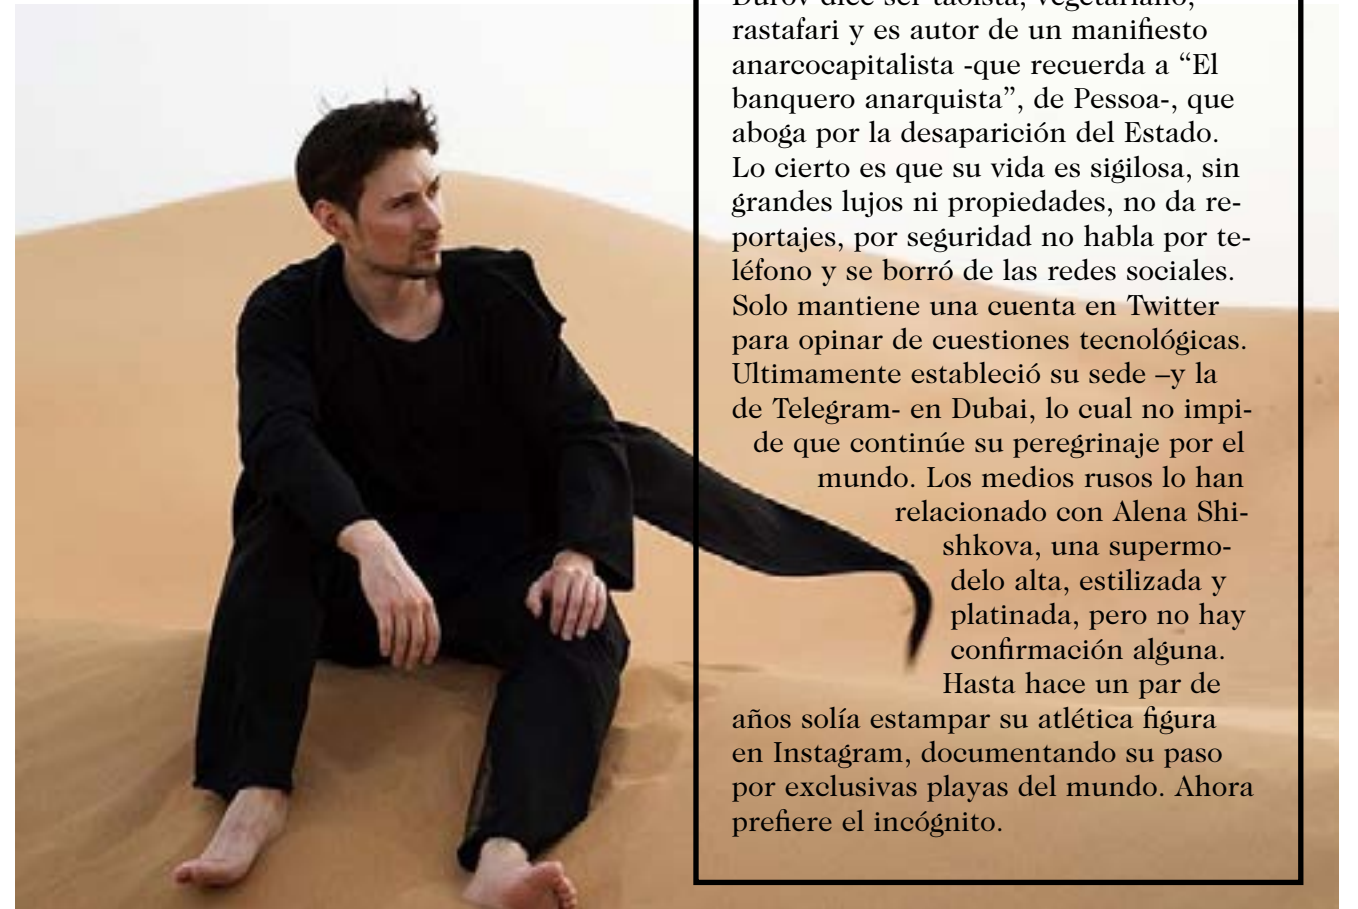 Durov dice ser taoísta, vegetariano,
rastafari y es autor de un manifiesto
anarcocapitalista -que recuerda a “El
banquero anarquista”, de Pessoa-, que
aboga por la desaparición del Estado.
Lo cierto es que su vida es sigilosa, sin
grandes lujos ni propiedades, no da re-
portajes, por seguridad no habla por te-
léfono y se borró de las redes sociales.
Solo mantiene una cuenta en Twitter
para opinar de cuestiones tecnológicas.
Ultimamente estableció su sede –y la
de Telegram- en Dubai, lo cual no impi-
de que continúe su peregrinaje por el
mundo. Los medios rusos lo han
relacionado con Alena Shi-
shkova, una supermo-
delo alta, estilizada y
platinada, pero no hay
confirmación alguna.
Hasta hace un par de
años solía estampar su atlética figura
en Instagram, documentando su paso
por exclusivas playas del mundo. Ahora
prefiere el incógnito.